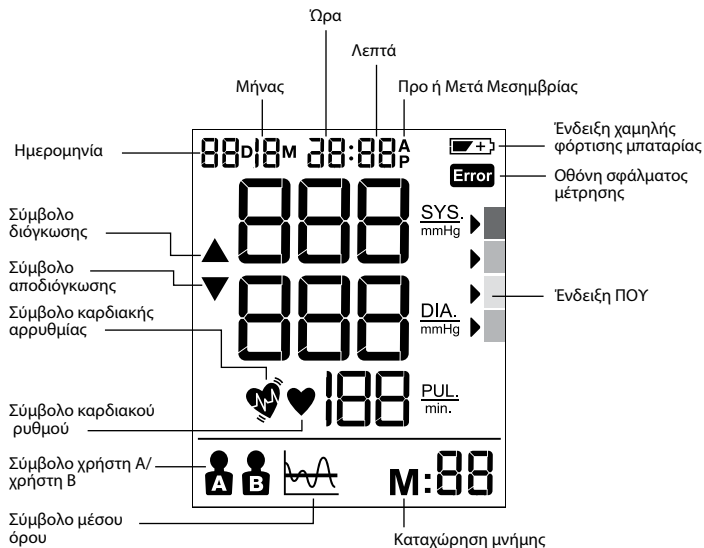 Ώρα
Λεπτά
Μήνας
Προ ή Μετά Μεσημβρίας
Ημερομηνία
88D18M 28:88 A
P
Ένδειξη χαμηλής
φόρτισης μπαταρίας
Error
Οθόνη σφάλματος
μέτρησης
888
SYS.
mmHg
Σύμβολο
διόγκωσης
Σύμβολο
αποδιόγκωσης
888
DIA.
mmHg
Ένδειξη ΠΟΥ
Σύμβολο καρδιακής
αρρυθμίας
188
PUL.
min.
Σύμβολο καρδιακού
ρυθμού
Σύμβολο χρήστη Α/
χρήστη Β
A B
M:88
Σύμβολο μέσου
όρου
Καταχώρηση μνήμης